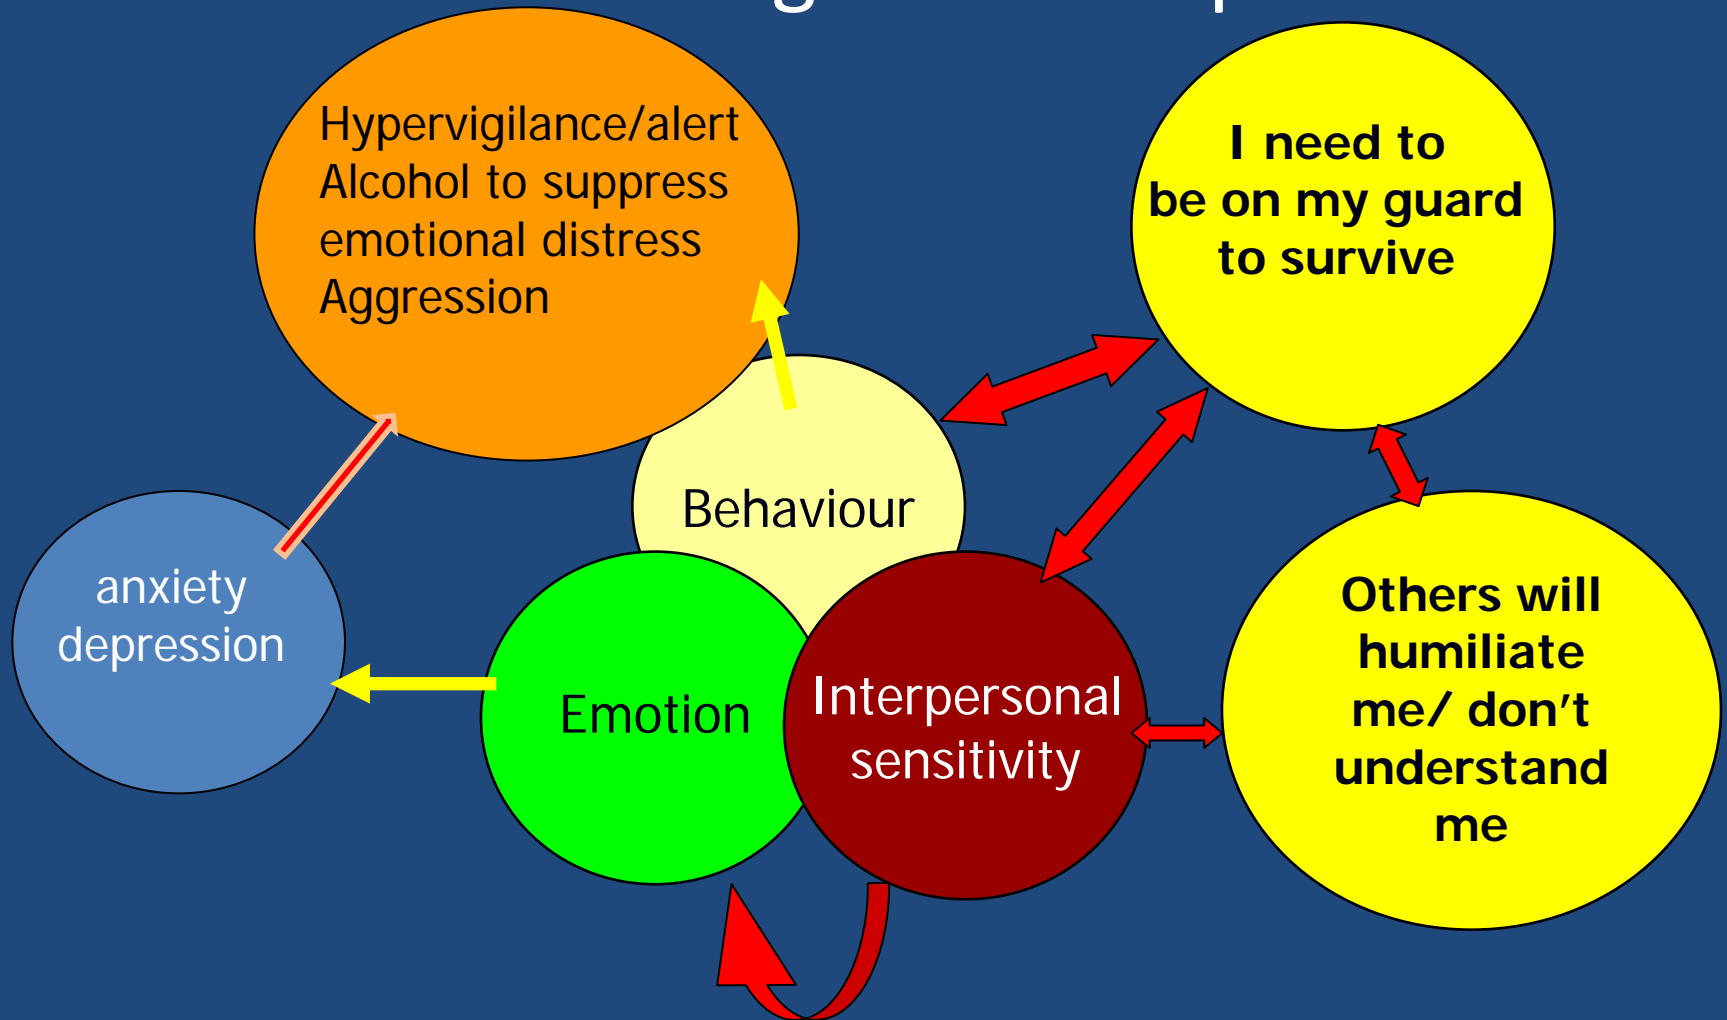 Hypervigilance/alert
Alcohol to suppress
emotional distress
Aggression
I need to
be on my guard
to survive
Behaviour
anxiety
depression
Emotion
Interpersonal
sensitivity
Others will
humiliate
me/ don't
understand
me